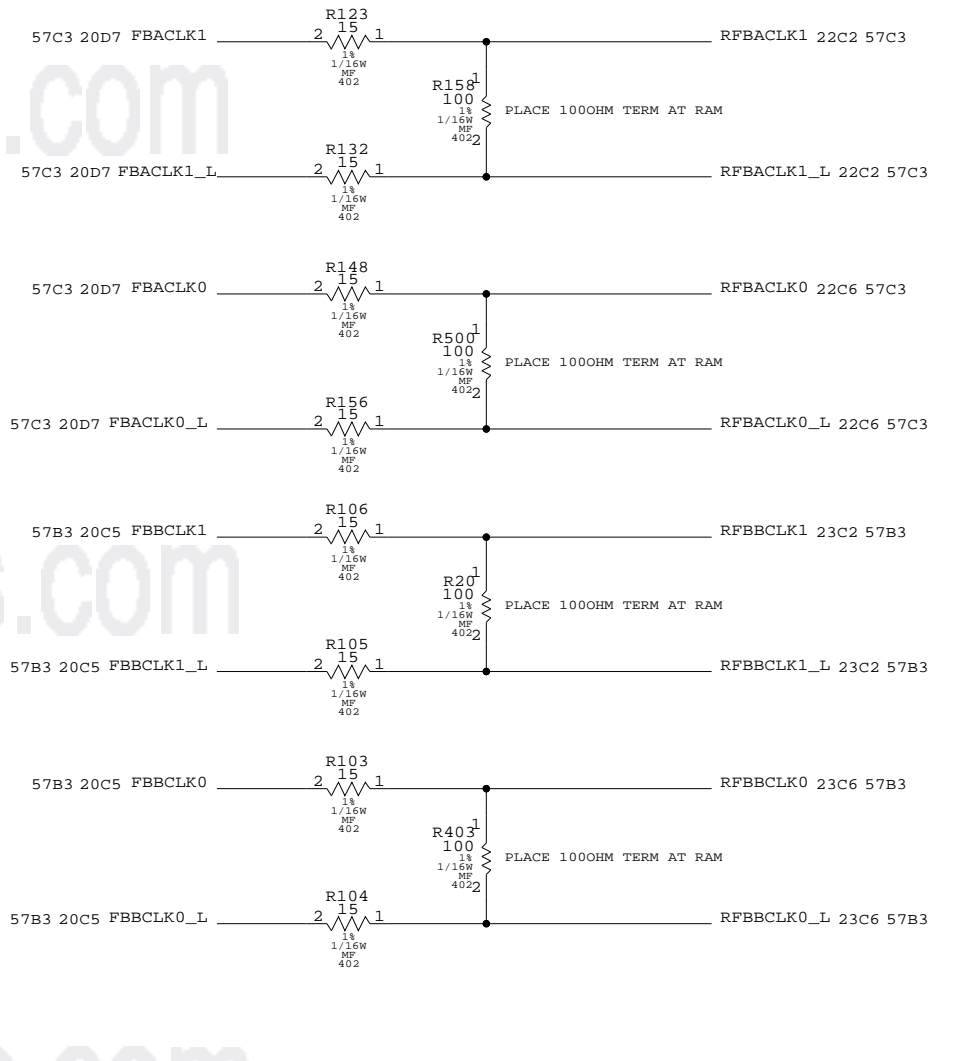 R123
15
57C3 20D7 FBACLK1 2 1 RFBACLK1 22C2 57C3
1%
1/16W
MF
402
.com
R158 1
100
1%
1/16W
MF
402 2
PLACE 100OHM TERM AT RAM
R132
15
57C3 20D7 FBACLK1_L 2 1 RFBACLK1_L 22C2 57C3
1%
1/16W
MF
402
R148
15
57C3 20D7 FBACLK0 2 1 RFBACLK0 22C6 57C3
1%
1/16W
MF
402
R500 1
100
1%
1/16W
MF
402 2
PLACE 100OHM TERM AT RAM
R156
15
57C3 20D7 FBACLK0_L 2 1 RFBACLK0_L 22C6 57C3
1%
1/16W
MF
402
R106
15
57B3 20C5 FBBCLK1 2 1 RFBBCLK1 23C2 57B3
1%
1/16W
MF
402
s.com
R20 1
100
1%
1/16W
MF
402 2
PLACE 100OHM TERM AT RAM
R105
15
57B3 20C5 FBBCLK1_L 2 1 RFBBCLK1_L 23C2 57B3
1%
1/16W
MF
402
R103
15
57B3 20C5 FBBCLK0 2 1 RFBBCLK0 23C6 57B3
1%
1/16W
MF
402
R403 1
100
1%
1/16W
MF
402 2
PLACE 100OHM TERM AT RAM
R104
15
57B3 20C5 FBBCLK0_L 2 1 RFBBCLK0_L 23C6 57B3
1%
1/16W
MF
402